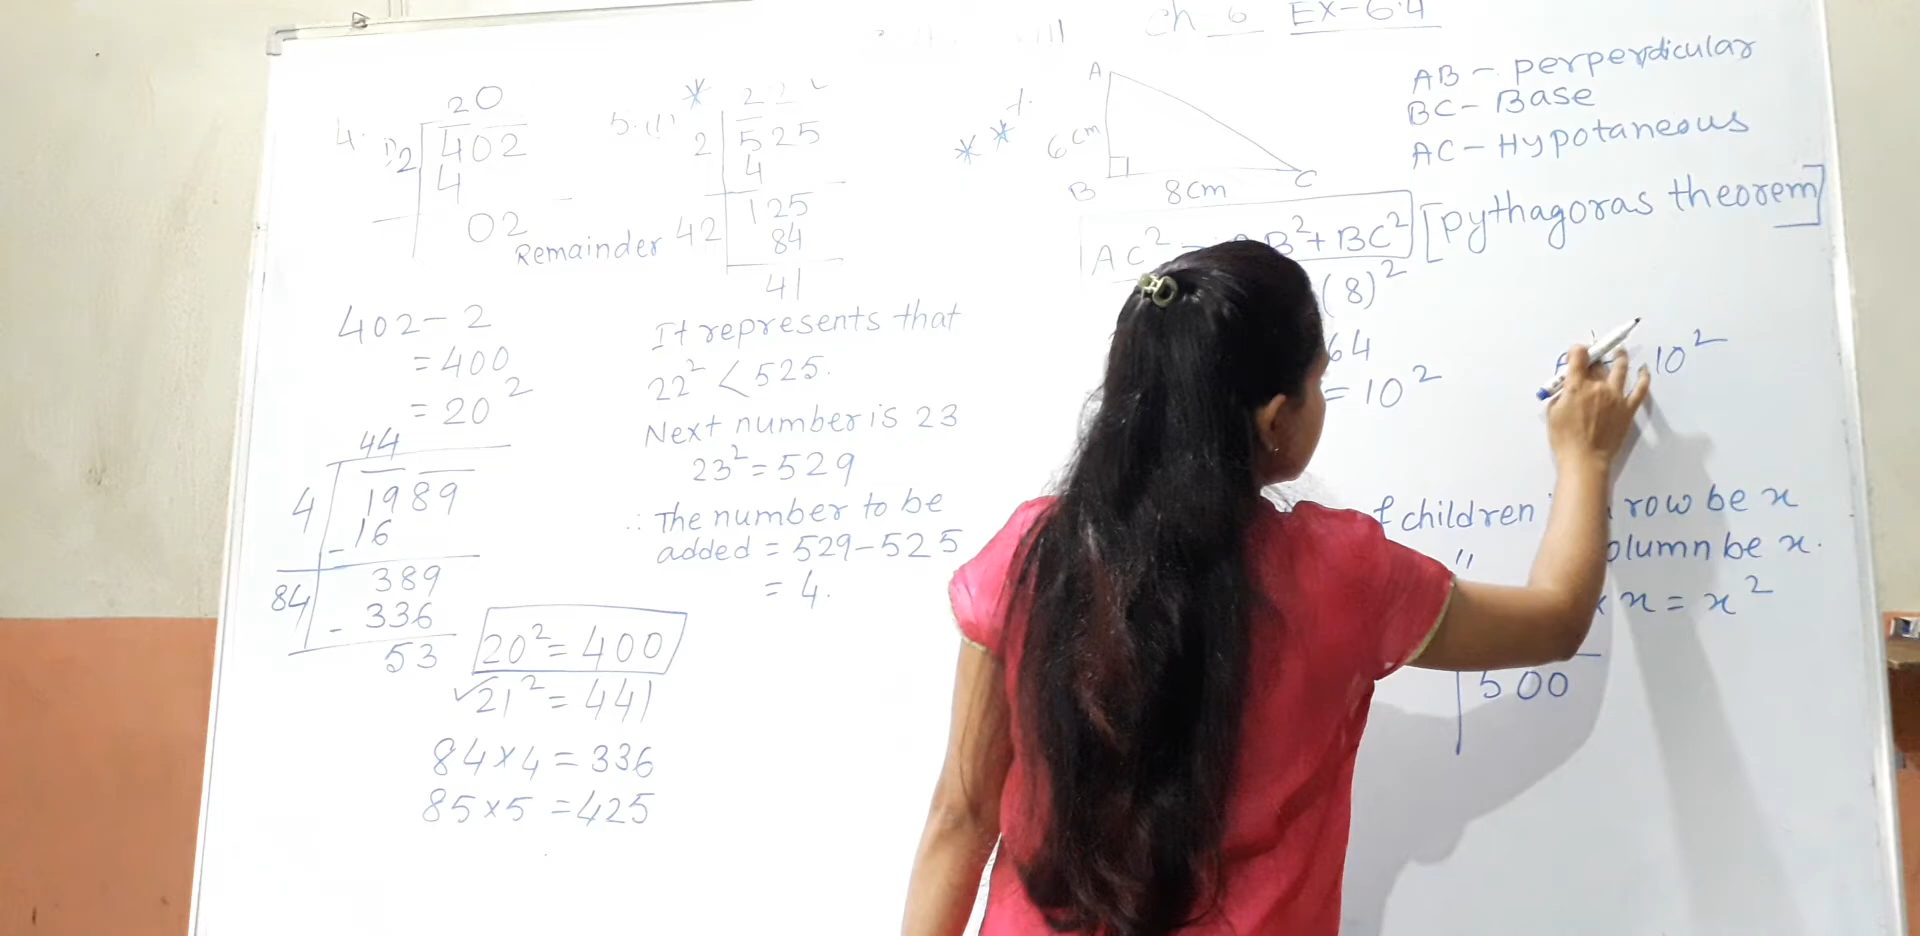 Ch 6 EX-6.4
4.
20
2 402
4
02
Remainder
402-2
=400
=20²
44
4 1989
-16
84 389
-336
53
20²=400
✓21²=441
84×4=336
85×5=425
5.(1) *
22
2 525
4
42 125
84
41
It represents that
22²<525.
Next number is 23
23²=529
∴ The number to be
added=529-525
=4.
**
A
6cm
B
8cm
C
AB-perperdicular
BC-Base
AC-Hypotaneous
AC² B²+BC² [pythagoras theorem]
(8)²
64
=10²
10²
children row be x
" olumn be x.
x x=x²
500